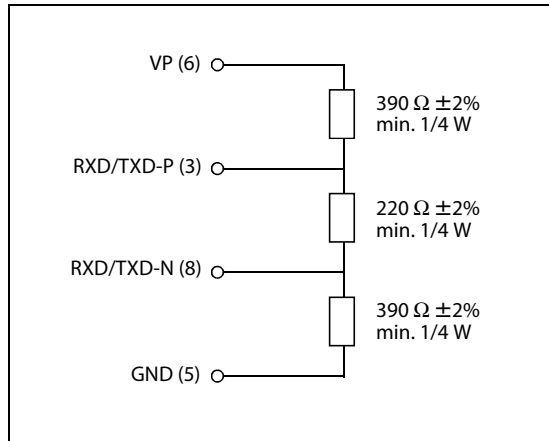 VP (6)
390 Ω ±2%
min. 1/4 W
RXD/TXD-P (3)
220 Ω ±2%
min. 1/4 W
RXD/TXD-N (8)
390 Ω ±2%
min. 1/4 W
GND (5)